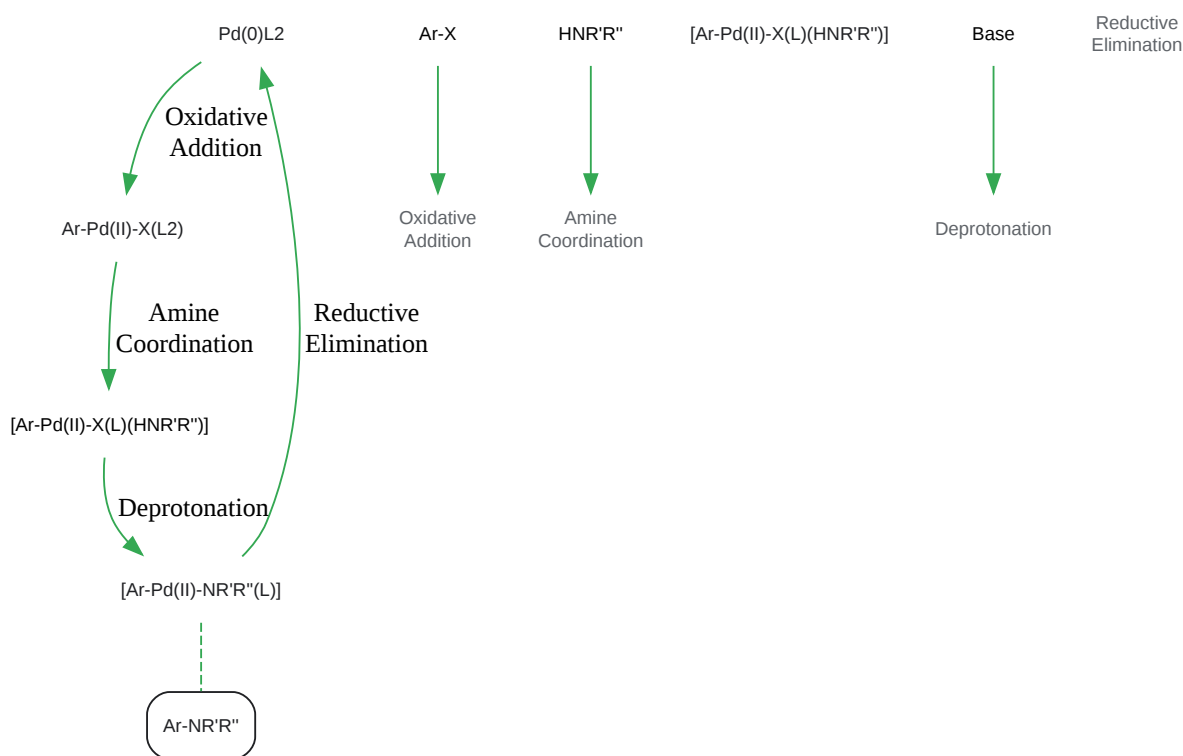 Pd(0)L2
Ar-X
HNR'R"
[Ar-Pd(II)-X(L)(HNR'R")]
Base
Reductive
Elimination
Oxidative
Addition
Ar-Pd(II)-X(L2)
Oxidative
Addition
Amine
Coordination
Deprotonation
Amine
Coordination
Reductive
Elimination
[Ar-Pd(II)-X(L)(HNR'R")]
Deprotonation
[Ar-Pd(II)-NR'R"(L)]
Ar-NR'R"